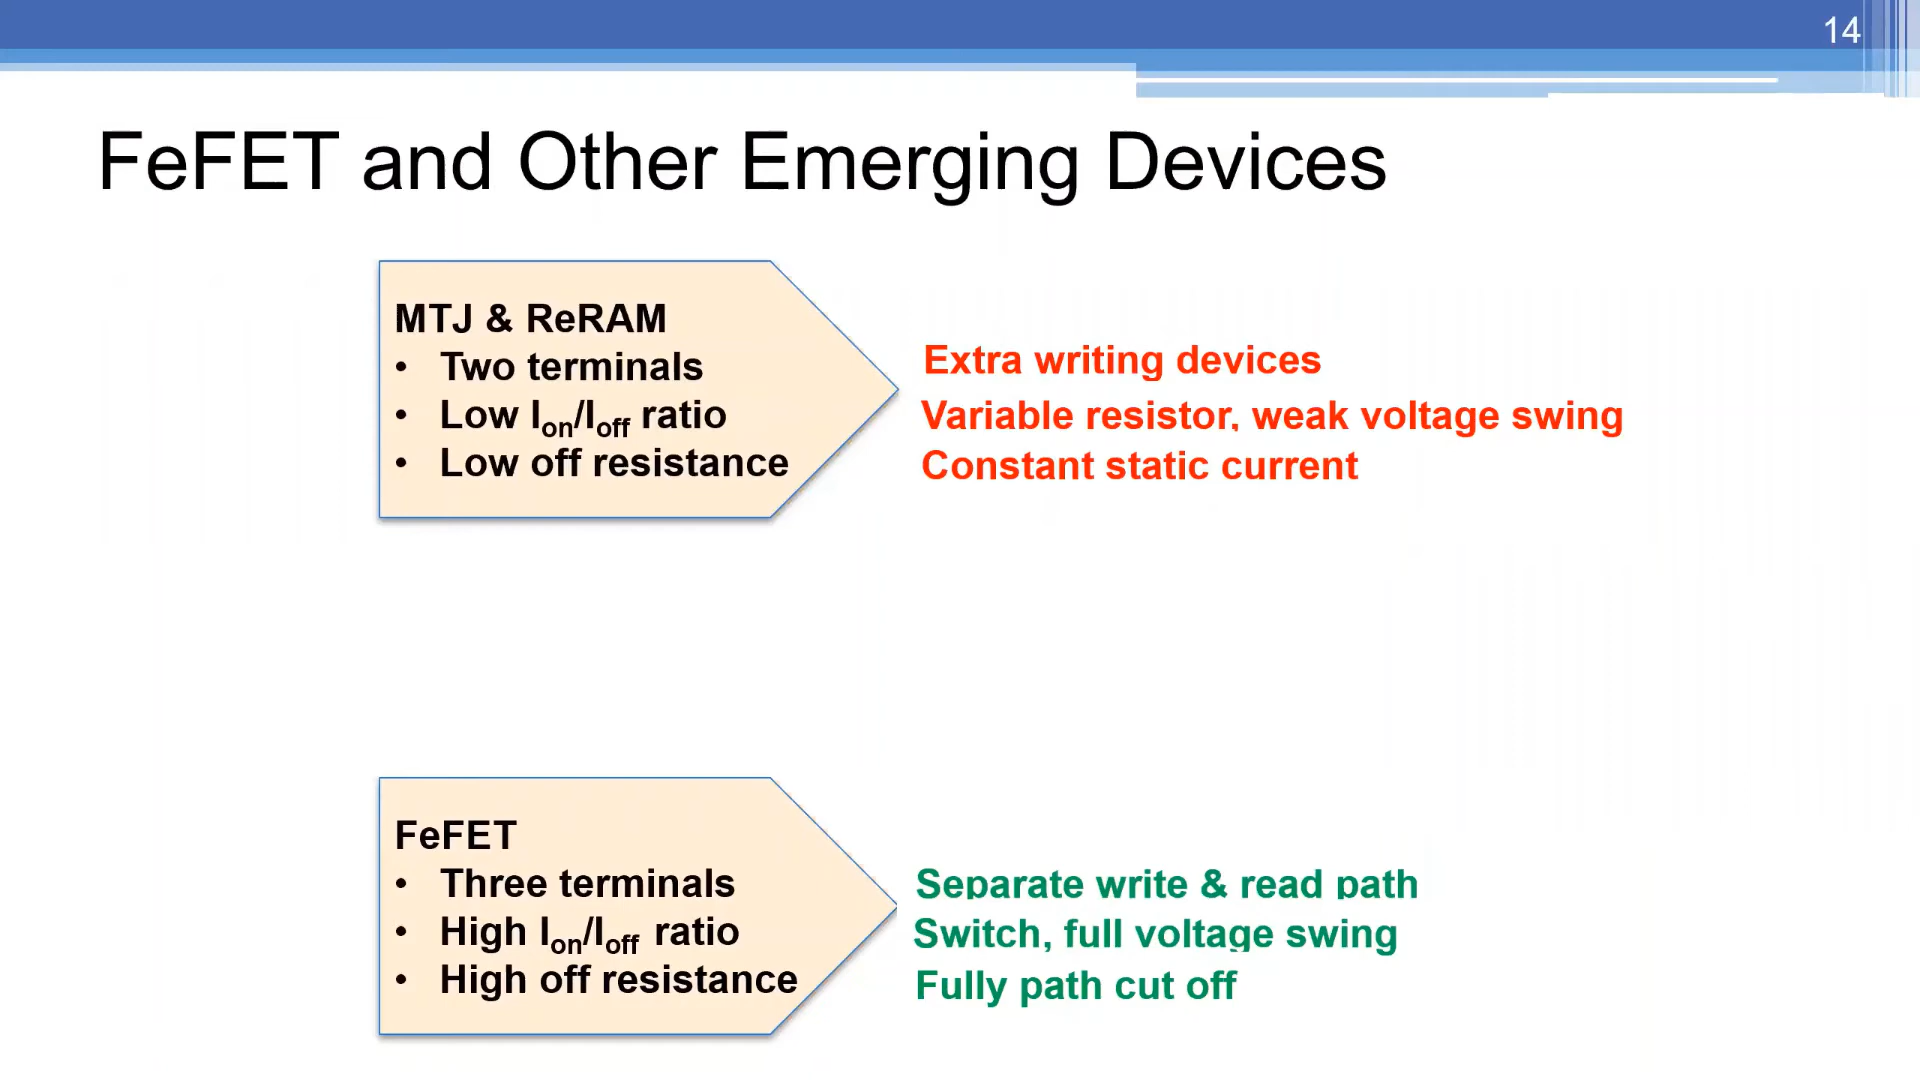 14
FeFET and Other Emerging Devices
MTJ & ReRAM
• Two terminals
• Low Ion/Ioff ratio
• Low off resistance
Extra writing devices
Variable resistor, weak voltage swing
Constant static current
FeFET
• Three terminals
• High Ion/Ioff ratio
• High off resistance
Separate write & read path
Switch, full voltage swing
Fully path cut off